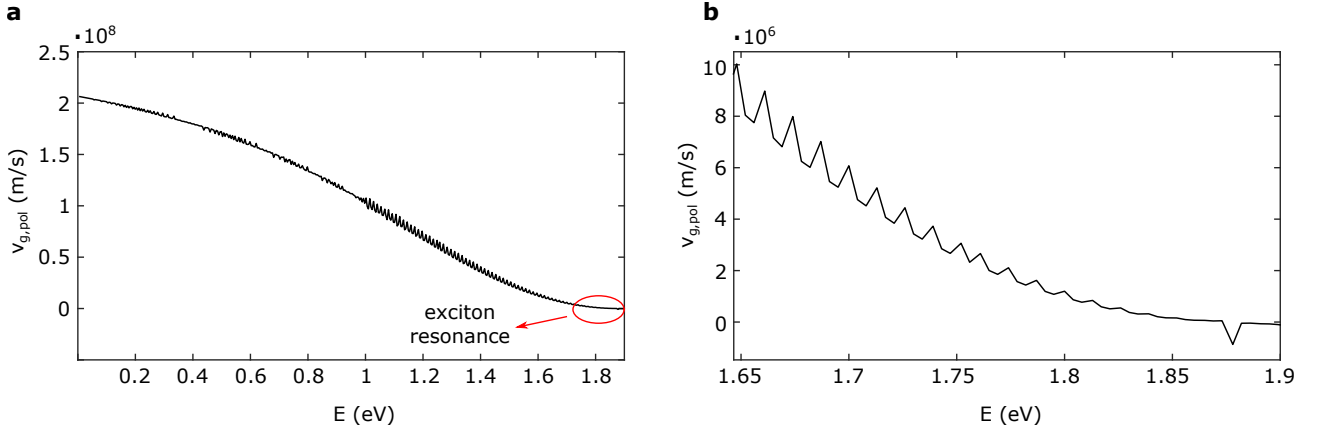 a
·10⁸
2.5
2
1.5
1
0.5
0
v_g,pol (m/s)
exciton
resonance
0.2 0.4 0.6 0.8 1 1.2 1.4 1.6 1.8
E (eV)
b
·10⁶
10
8
6
4
2
0
v_g,pol (m/s)
1.65 1.7 1.75 1.8 1.85 1.9
E (eV)